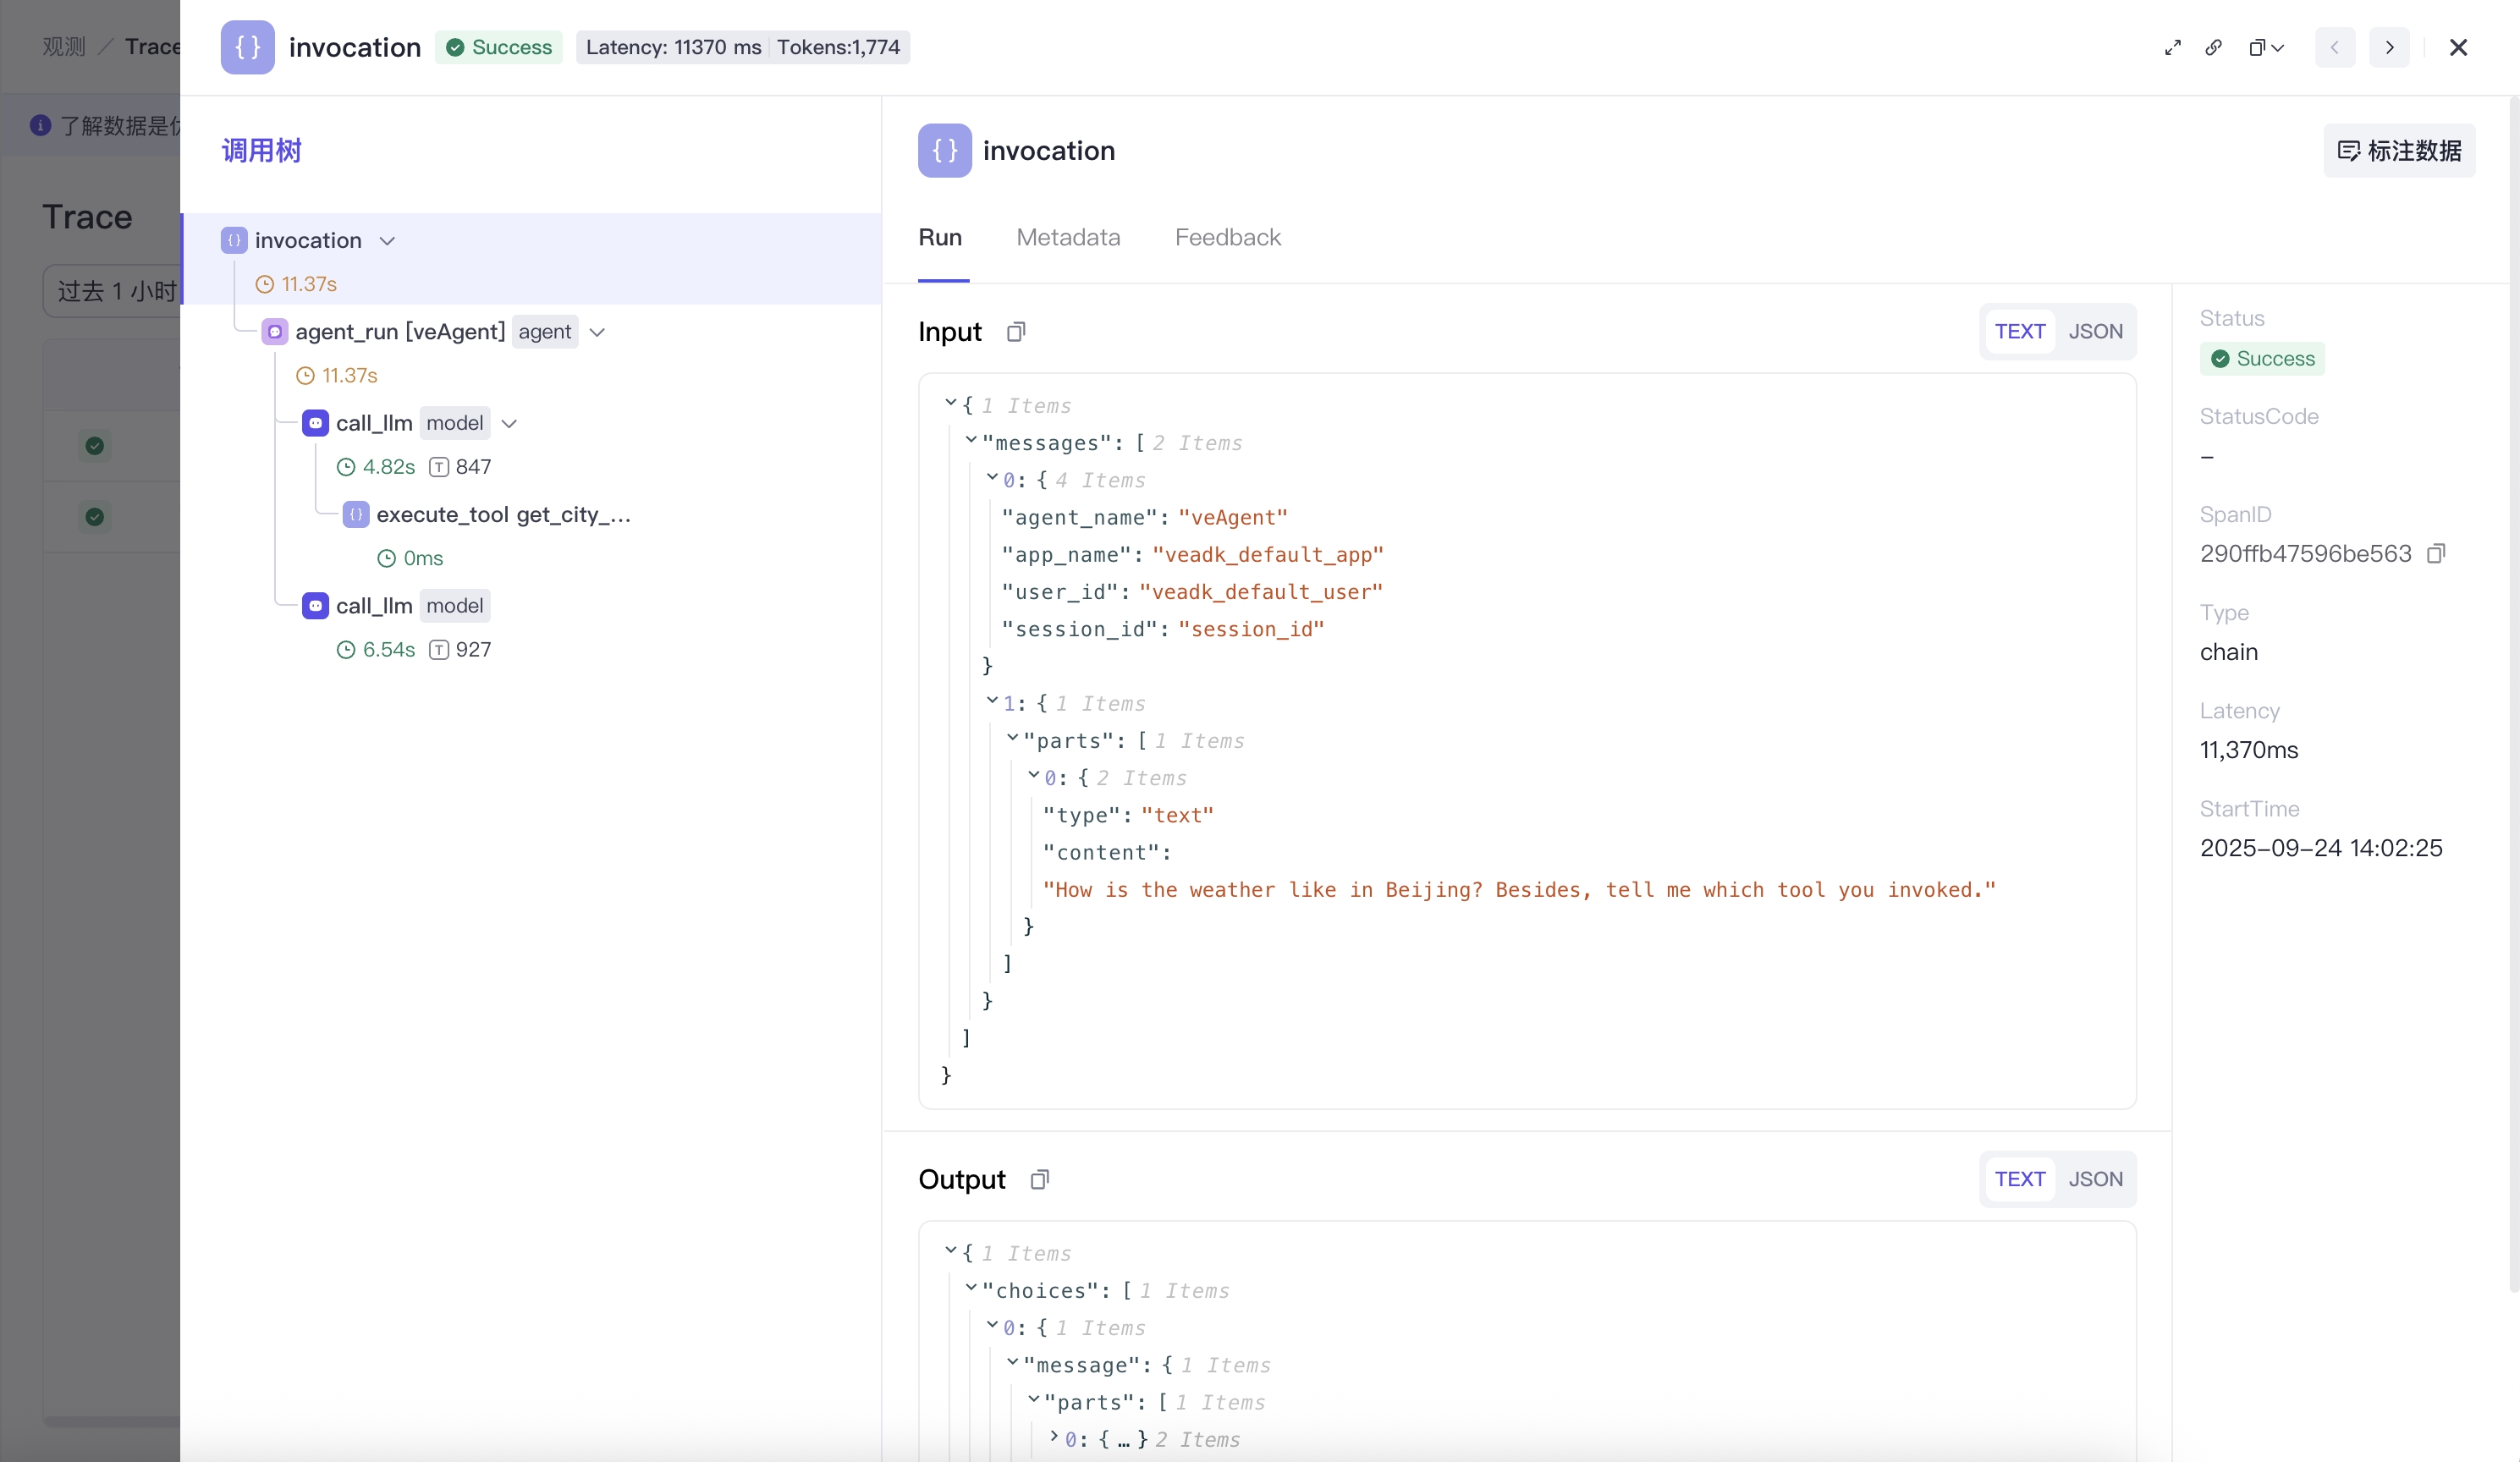 观测 / Trace
了解数据是
Trace
过去 1 小时
{} invocation Success Latency: 11370 ms Tokens:1,774
调用树
{} invocation
11.37s
agent_run [veAgent] agent
11.37s
call_llm model
4.82s T 847
{} execute_tool get_city_...
0ms
call_llm model
6.54s T 927
{} invocation
标注数据
Run Metadata Feedback
Input
TEXT JSON
{ 1 Items
"messages": [ 2 Items
0: { 4 Items
"agent_name": "veAgent"
"app_name": "veadk_default_app"
"user_id": "veadk_default_user"
"session_id": "session_id"
}
1: { 1 Items
"parts": [ 1 Items
0: { 2 Items
"type": "text"
"content":
"How is the weather like in Beijing? Besides, tell me which tool you invoked."
}
]
}
]
}
Output
TEXT JSON
{ 1 Items
"choices": [ 1 Items
0: { 1 Items
"message": { 1 Items
"parts": [ 1 Items
0: { … } 2 Items
Status
Success
StatusCode
–
SpanID
290ffb47596be563
Type
chain
Latency
11,370ms
StartTime
2025–09–24 14:02:25